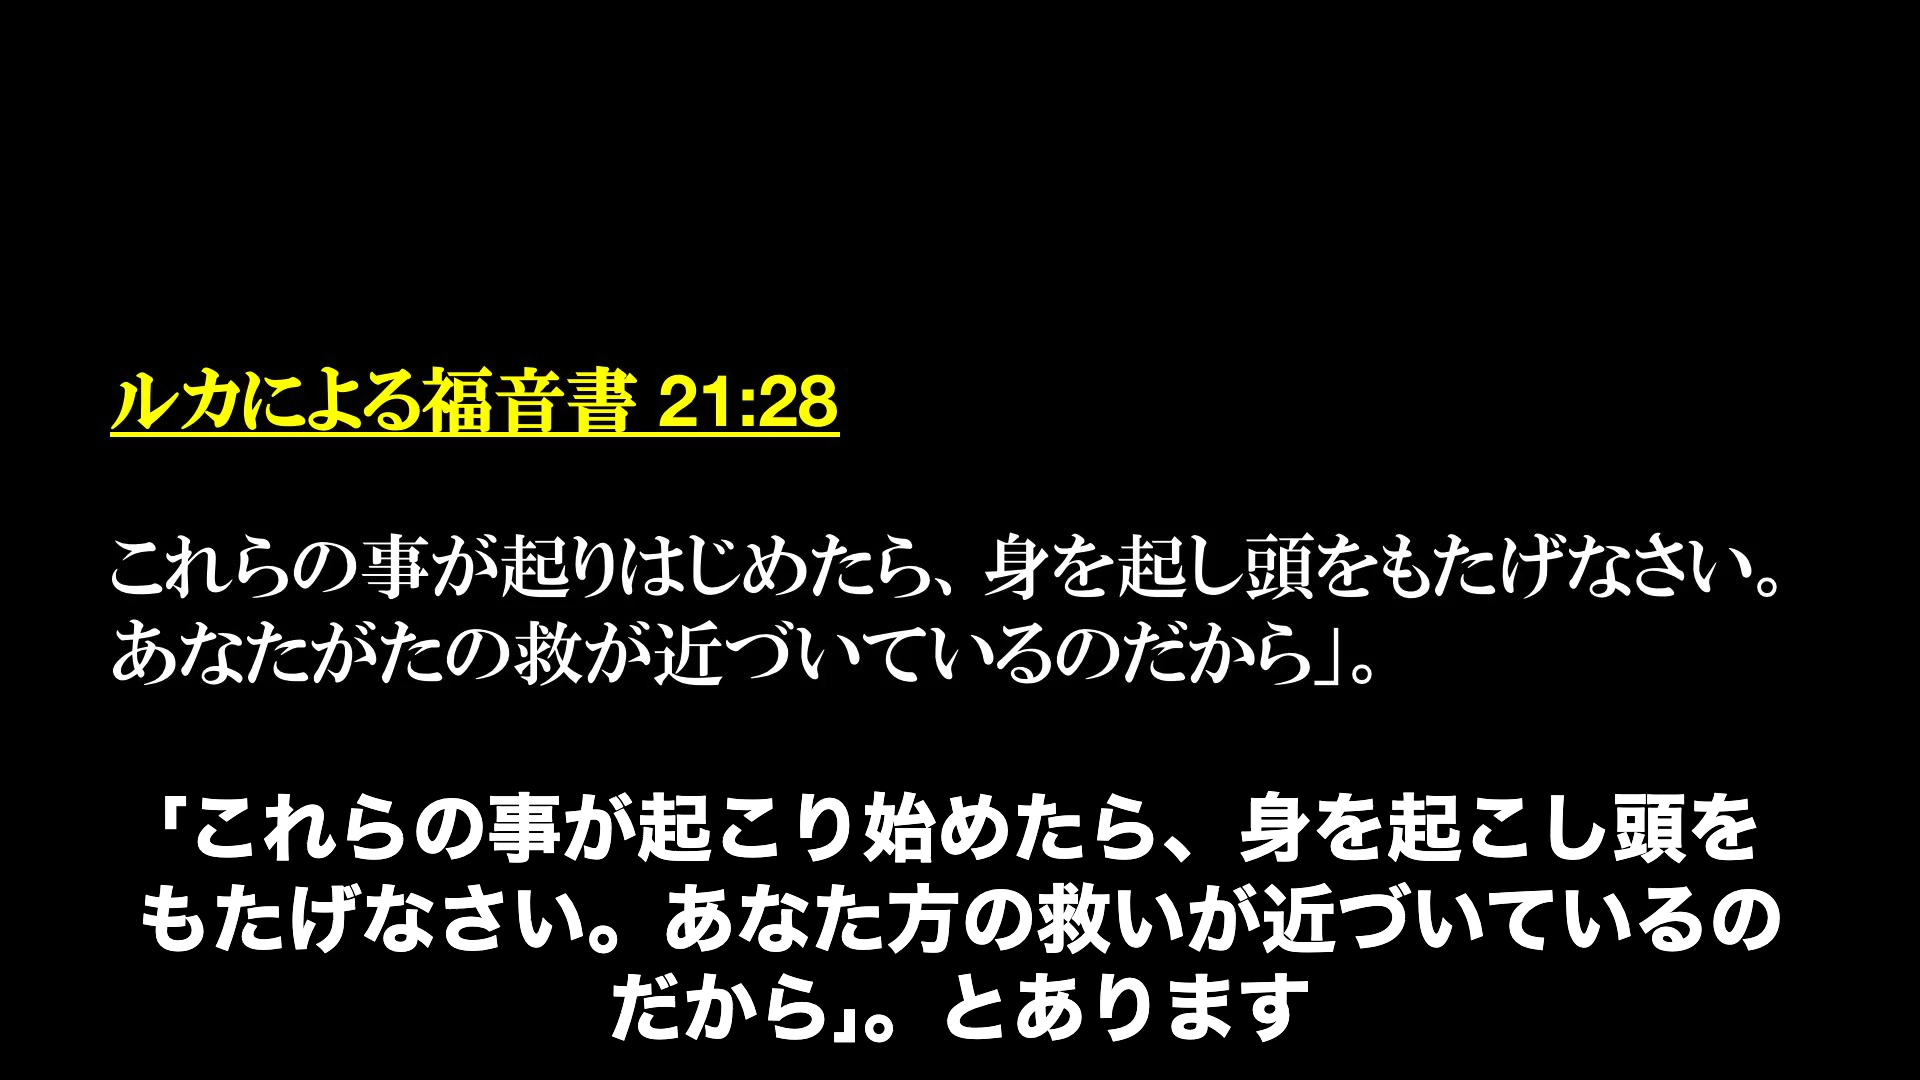 ルカによる福音書 21:28
これらの事が起りはじめたら、身を起し頭をもたげなさい。
あなたがたの救が近づいているのだから」。
「これらの事が起こり始めたら、身を起こし頭を
もたげなさい。あなた方の救いが近づいているの
だから」。とあります